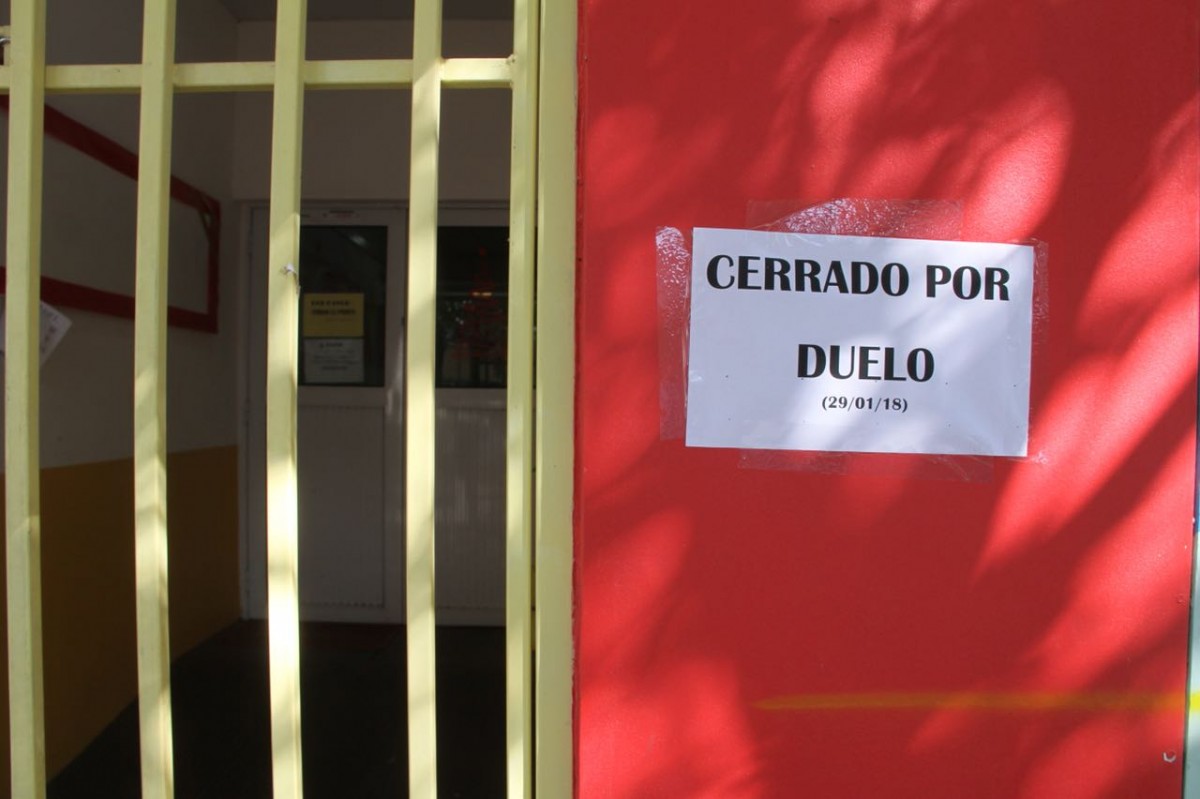 CERRADO POR
DUELO
(29/01/18)